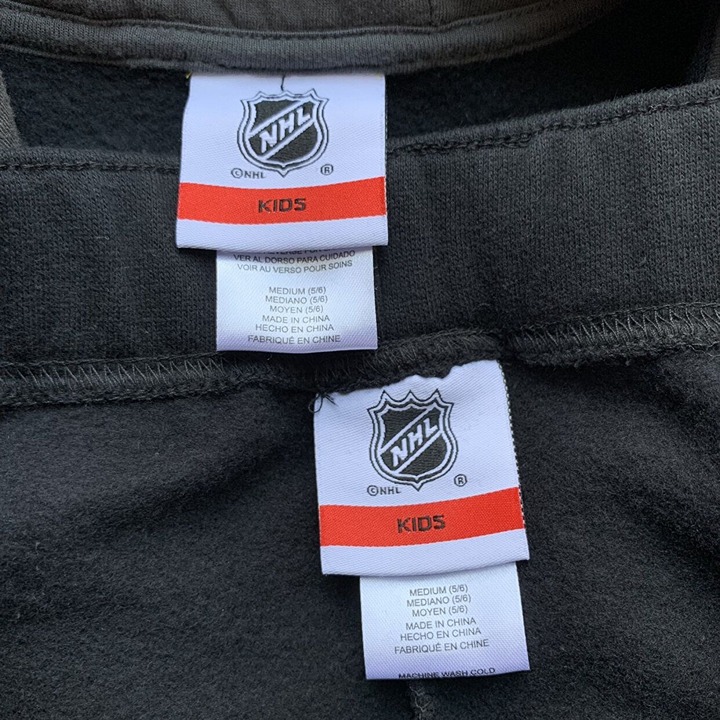 NHL
©NHL ®
KIDS
VER AL DORSO PARA CUIDADO
VOIR AU VERSO POUR SOINS
MEDIUM (5/6)
MEDIANO (5/6)
MOYEN (5/6)
MADE IN CHINA
HECHO EN CHINA
FABRIQUÉ EN CHINE
NHL
©NHL ®
KIDS
MEDIUM (5/6)
MEDIANO (5/6)
MOYEN (5/6)
MADE IN CHINA
HECHO EN CHINA
FABRIQUÉ EN CHINE
MACHINE WASH COLD